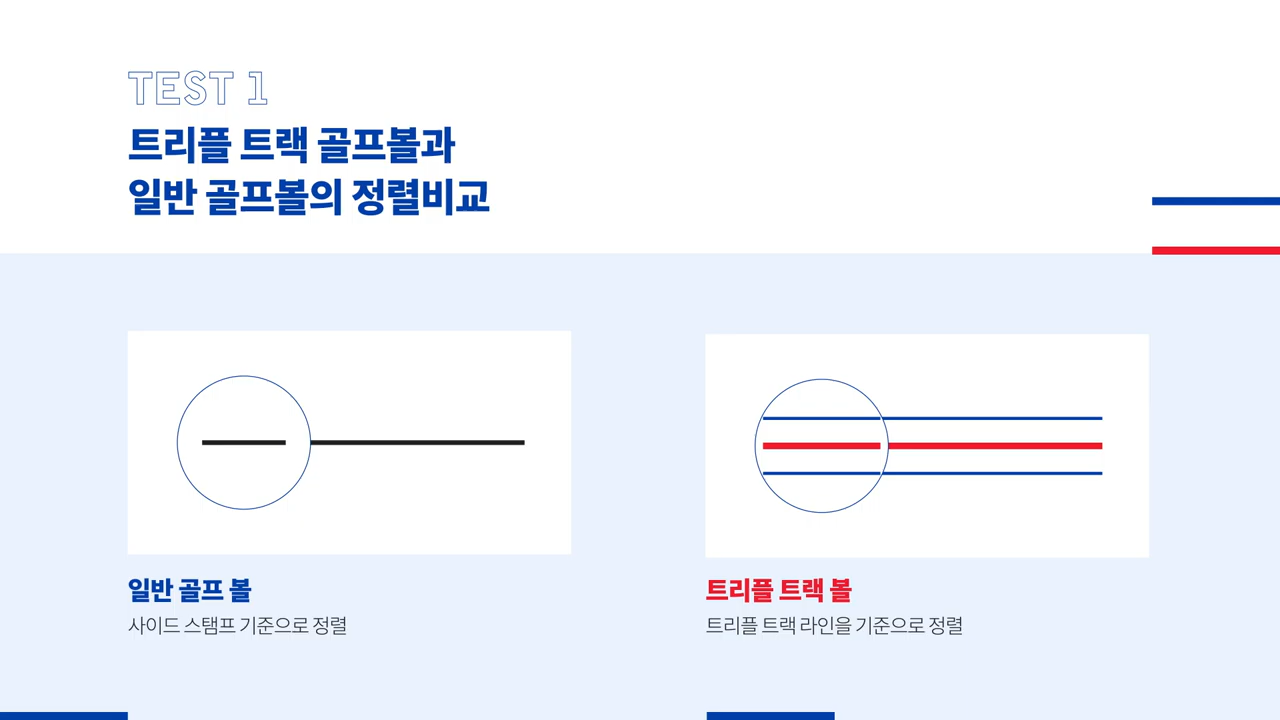 TEST 1
트리플 트랙 골프볼과
일반 골프볼의 정렬비교
일반 골프 볼
사이드 스탬프 기준으로 정렬
트리플 트랙 볼
트리플 트랙 라인을 기준으로 정렬